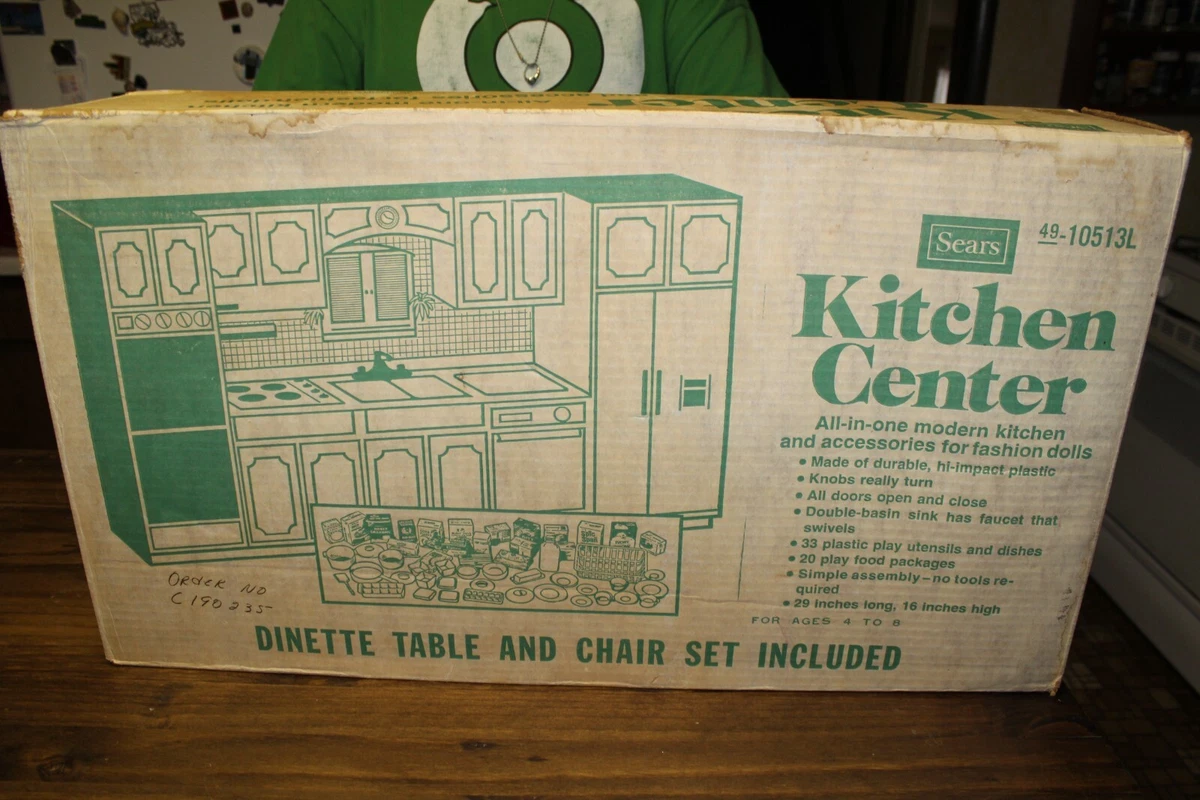 Kitchen
Center
Sears
49-10513L
Kitchen
Center
All-in-one modern kitchen
and accessories for fashion dolls
• Made of durable, hi-impact plastic
• Knobs really turn
• All doors open and close
• Double-basin sink has faucet that
swivels
• 33 plastic play utensils and dishes
• 20 play food packages
• Simple assembly – no tools re-
quired
• 29 inches long, 16 inches high
FOR AGES 4 TO 8
Order No
C190235
DINETTE TABLE AND CHAIR SET INCLUDED